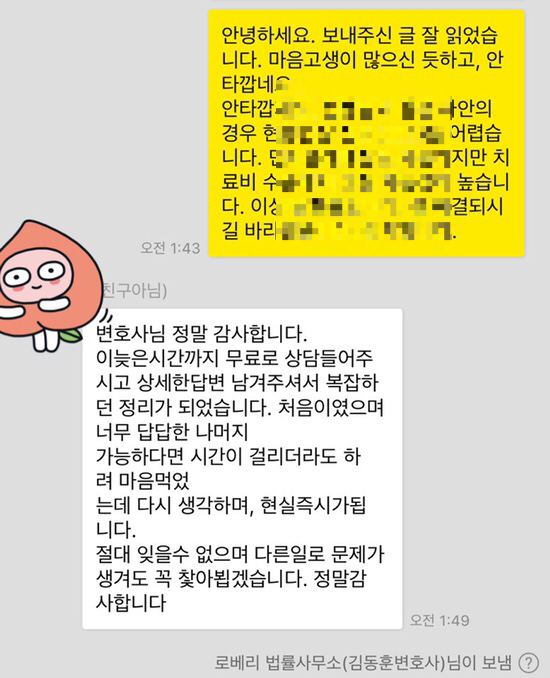 안녕하세요. 보내주신 글 잘 읽었습
니다. 마음고생이 많으신 듯하고, 안
타깝네
안타깝 안의
경우 현 어렵습
니다. 지만 치
료비 수 높습니
다. 이상 결되시
길 바라 .
오전 1:43
친구아님)
변호사님 정말 감사합니다.
이늦은시간까지 무료로 상담들어주
시고 상세한답변 남겨주셔서 복잡하
던 정리가 되었습니다. 처음이였으며
너무 답답한 나머지
가능하다면 시간이 걸리더라도 하
려 마음먹었
는데 다시 생각하며, 현실즉시가됩
니다.
절대 잊을수 없으며 다른일로 문제가
생겨도 꼭 찾아뵙겠습니다. 정말감
사합니다
오전 1:49
로베리 법률사무소(김동훈변호사)님이 보냄 ?